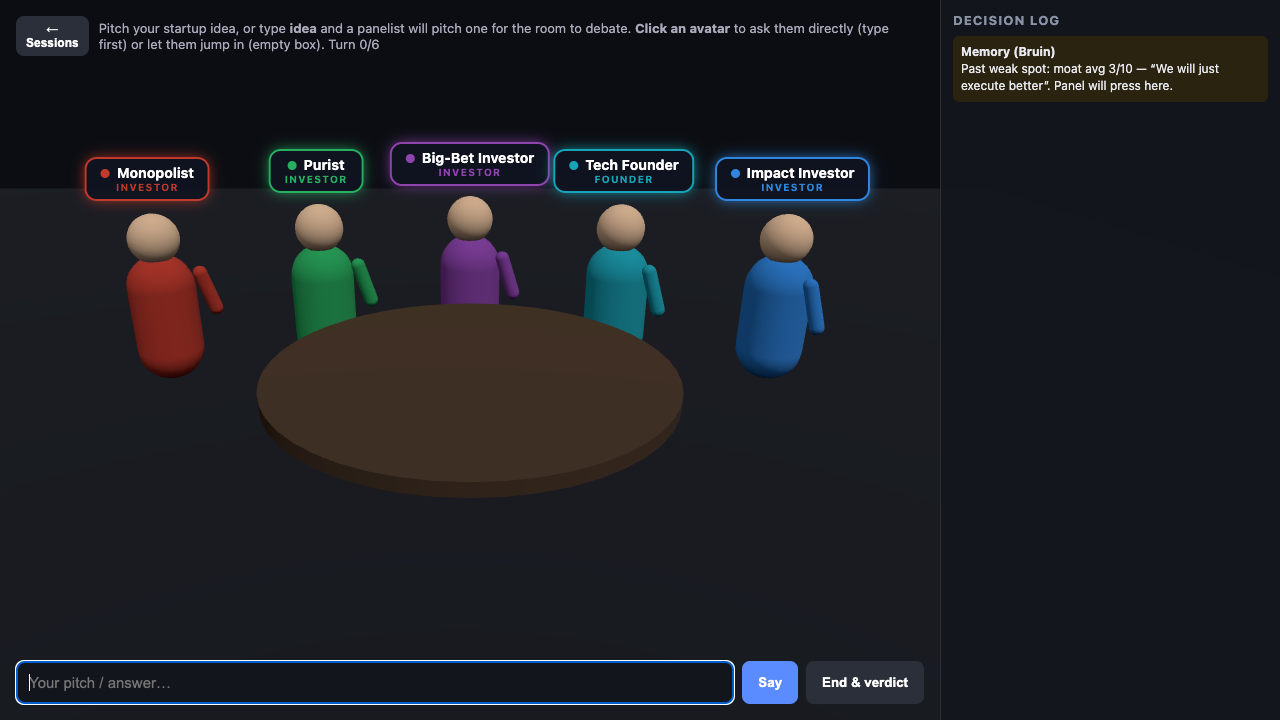 ←
Sessions
Pitch your startup idea, or type idea and a panelist will pitch one for the room to debate. Click an avatar to ask them directly (type
first) or let them jump in (empty box). Turn 0/6
Monopolist
INVESTOR
Purist
INVESTOR
Big-Bet Investor
INVESTOR
Tech Founder
FOUNDER
Impact Investor
INVESTOR
Your pitch / answer…
Say
End & verdict
DECISION LOG
Memory (Bruin)
Past weak spot: moat avg 3/10 — “We will just
execute better”. Panel will press here.